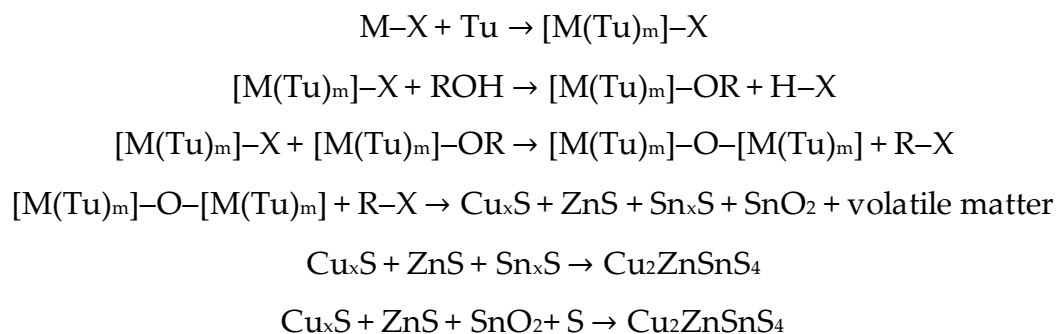 M–X + Tu → [M(Tu)ₘ]–X
[M(Tu)ₘ]–X + ROH → [M(Tu)ₘ]–OR + H–X
[M(Tu)ₘ]–X + [M(Tu)ₘ]–OR → [M(Tu)ₘ]–O–[M(Tu)ₘ] + R–X
[M(Tu)ₘ]–O–[M(Tu)ₘ] + R–X → CuₓS + ZnS + SnₓS + SnO₂ + volatile matter
CuₓS + ZnS + SnₓS → Cu₂ZnSnS₄
CuₓS + ZnS + SnO₂+ S → Cu₂ZnSnS₄